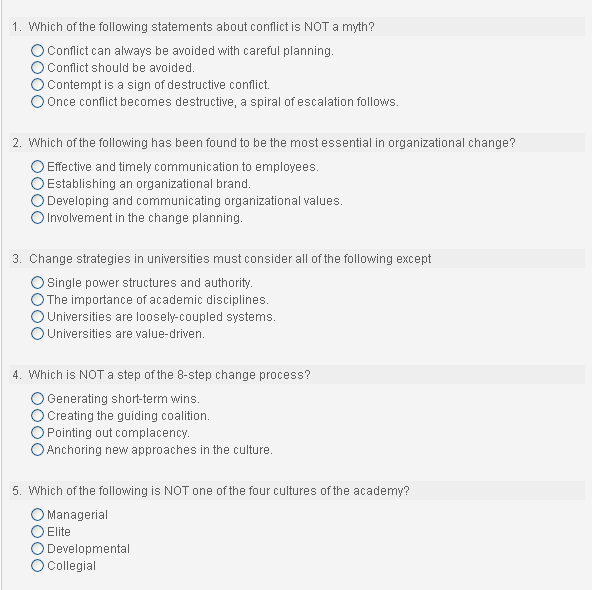 1. Which of the following statements about conflict is NOT a myth?
Conflict can always be avoided with careful planning.
Conflict should be avoided.
Contempt is a sign of destructive conflict.
Once conflict becomes destructive, a spiral of escalation follows.
2. Which of the following has been found to be the most essential in organizational change?
Effective and timely communication to employees.
Establishing an organizational brand.
Developing and communicating organizational values.
Involvement in the change planning.
3. Change strategies in universities must consider all of the following except
Single power structures and authority.
The importance of academic disciplines.
Universities are loosely-coupled systems.
Universities are value-driven.
4. Which is NOT a step of the 8-step change process?
Generating short-term wins.
Creating the guiding coalition.
Pointing out complacency.
Anchoring new approaches in the culture.
5. Which of the following is NOT one of the four cultures of the academy?
Managerial
Elite
Developmental
Collegial